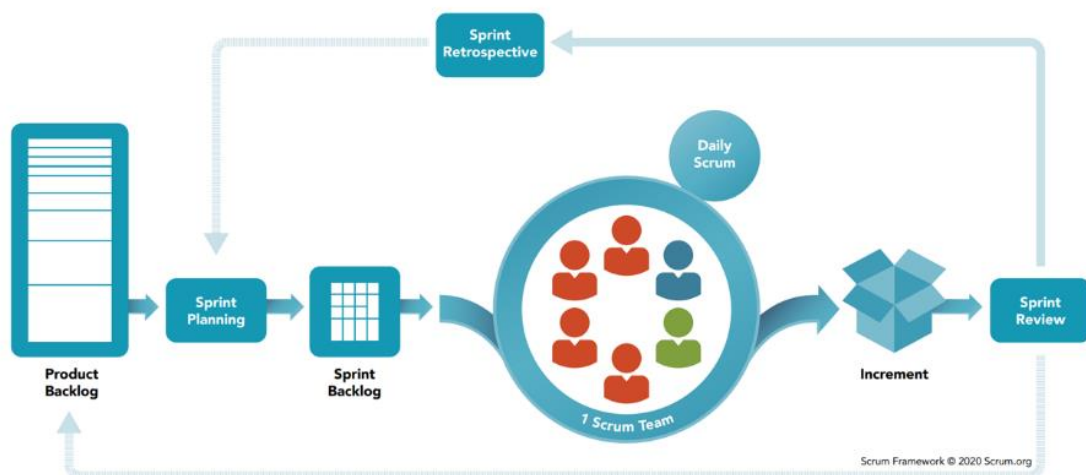 Sprint
Retrospective
Daily
Scrum
Sprint
Planning
Sprint
Review
Product
Backlog
Sprint
Backlog
Increment
1 Scrum Team
Scrum Framework © 2020 Scrum.org